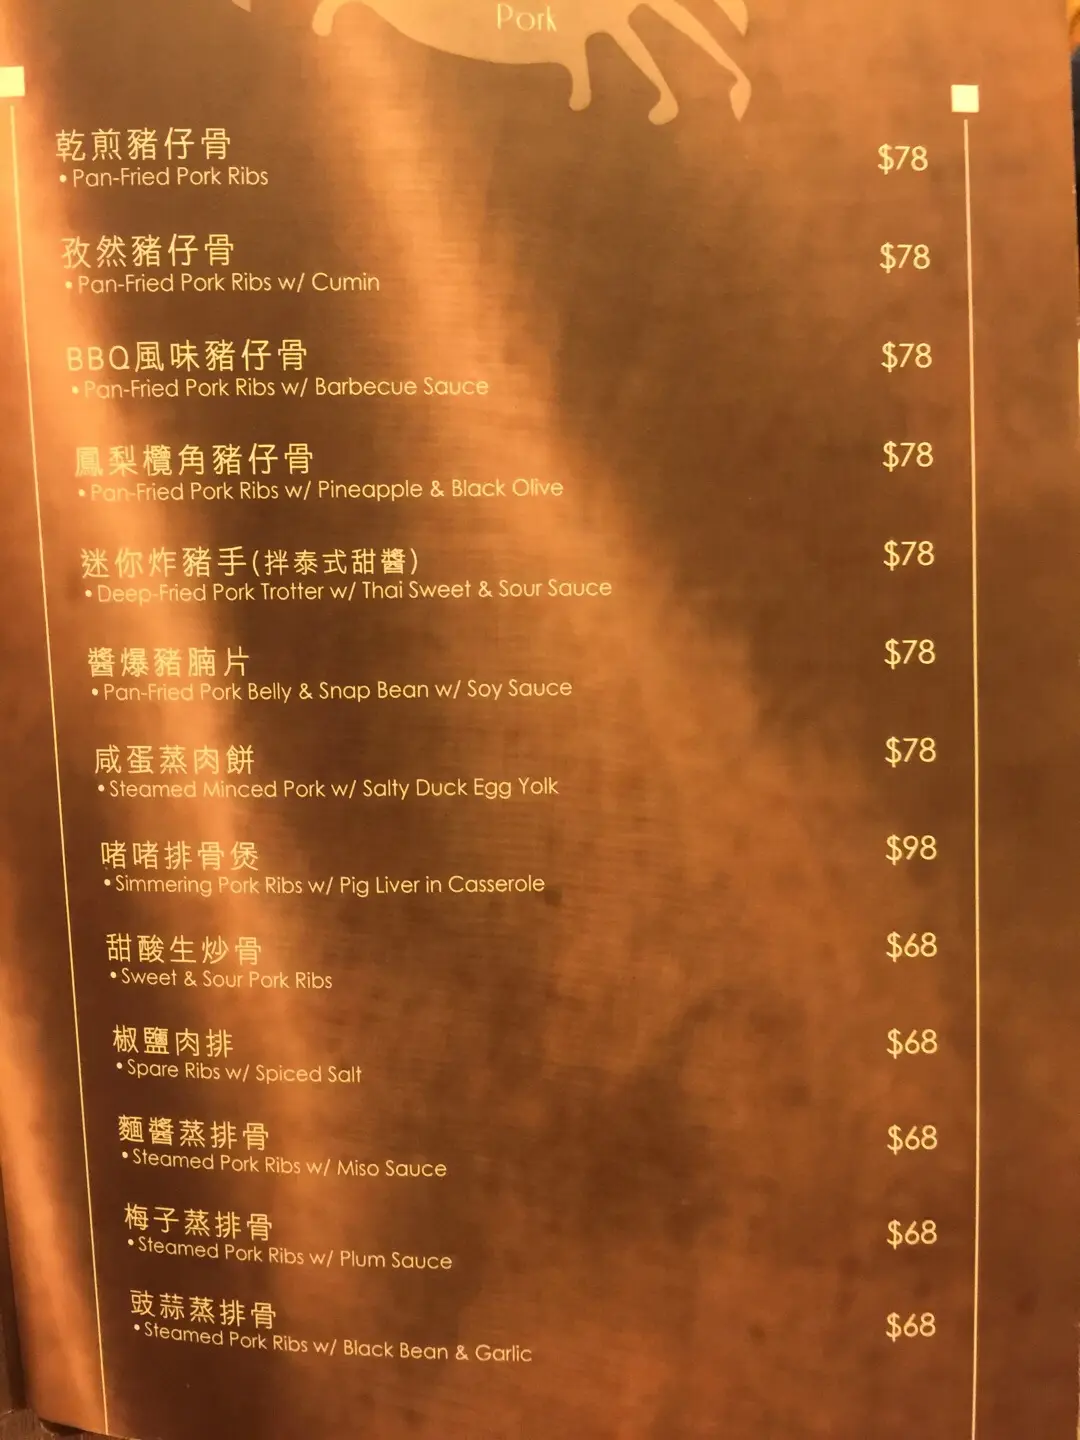 Pork
乾煎豬仔骨
•Pan-Fried Pork Ribs
$78
孜然豬仔骨
•Pan-Fried Pork Ribs w/ Cumin
$78
BBQ風味豬仔骨
•Pan-Fried Pork Ribs w/ Barbecue Sauce
$78
鳳梨欖角豬仔骨
•Pan-Fried Pork Ribs w/ Pineapple & Black Olive
$78
迷你炸豬手(拌泰式甜醬)
•Deep-Fried Pork Trotter w/ Thai Sweet & Sour Sauce
$78
醬爆豬腩片
•Pan-Fried Pork Belly & Snap Bean w/ Soy Sauce
$78
咸蛋蒸肉餅
•Steamed Minced Pork w/ Salty Duck Egg Yolk
$78
啫啫排骨煲
•Simmering Pork Ribs w/ Pig Liver in Casserole
$98
甜酸生炒骨
•Sweet & Sour Pork Ribs
$68
椒鹽肉排
•Spare Ribs w/ Spiced Salt
$68
麵醬蒸排骨
•Steamed Pork Ribs w/ Miso Sauce
$68
梅子蒸排骨
•Steamed Pork Ribs w/ Plum Sauce
$68
豉蒜蒸排骨
•Steamed Pork Ribs w/ Black Bean & Garlic
$68